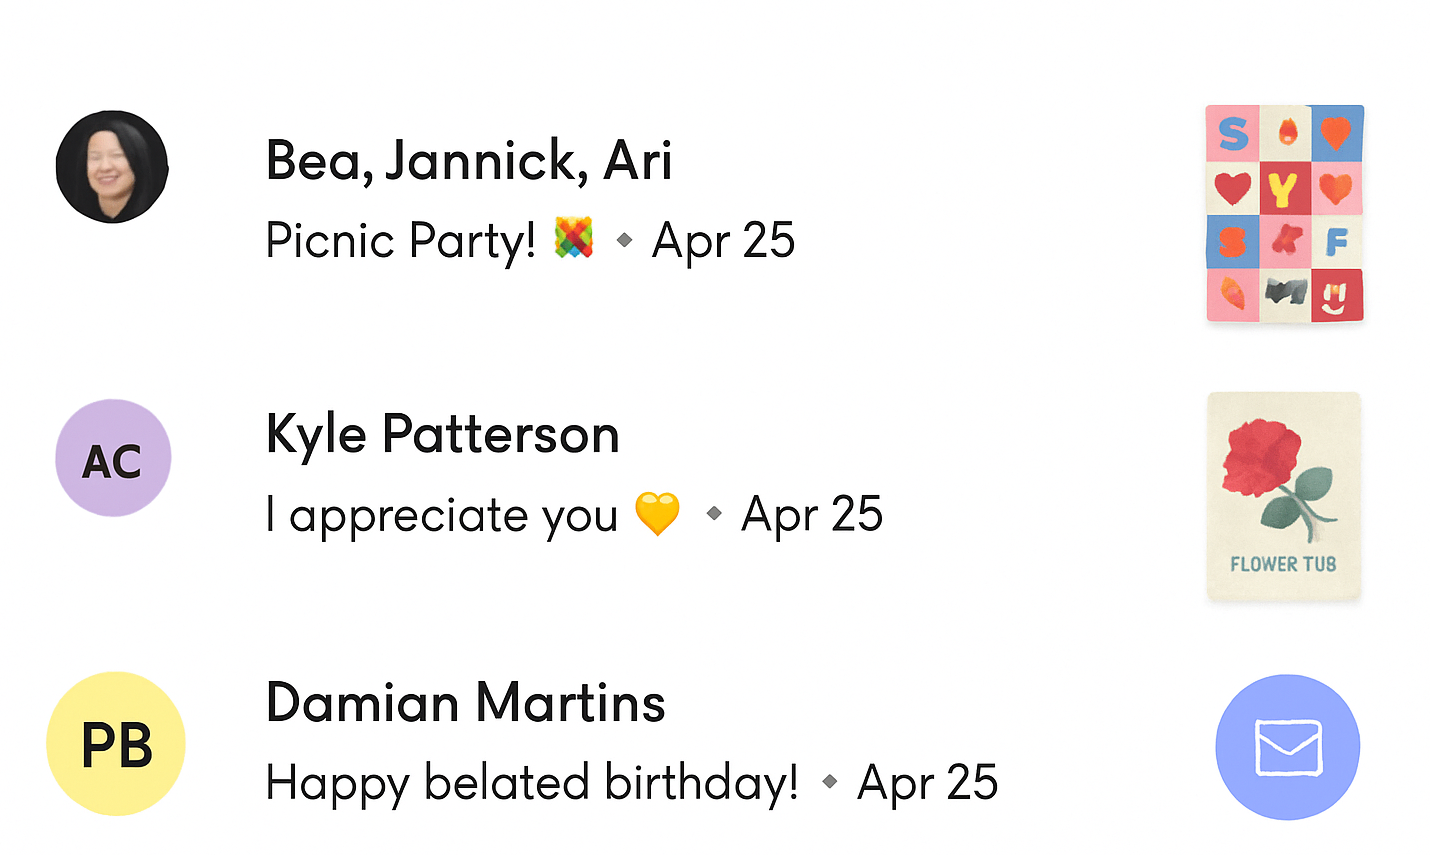 Bea, Jannick, Ari
Picnic Party! • Apr 25
S
Y
S F
AC
Kyle Patterson
I appreciate you 💛 • Apr 25
FLOWER TUB
PB
Damian Martins
Happy belated birthday! • Apr 25